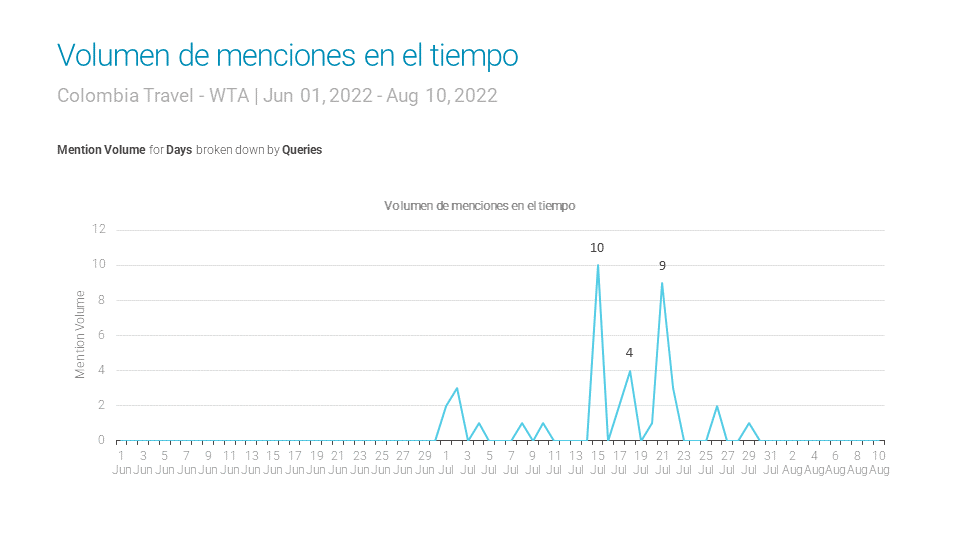 Volumen de menciones en el tiempo
Colombia Travel - WTA | Jun 01, 2022 - Aug 10, 2022
Mention Volume for Days broken down by Queries
Volumen de menciones en el tiempo
12
10
8
6
4
2
0
Mention Volume
10
4
9
1 3 5 7 9 11 13 15 17 19 21 23 25 27 29 1 3 5 7 9 11 13 15 17 19 21 23 25 27 29 31 2 4 6 8 10
Jun Jun Jun Jun Jun Jun Jun Jun Jun Jun Jun Jun Jun Jun Jun Jul Jul Jul Jul Jul Jul Jul Jul Jul Jul Jul Jul Jul Jul Jul Jul Aug Aug Aug Aug Aug